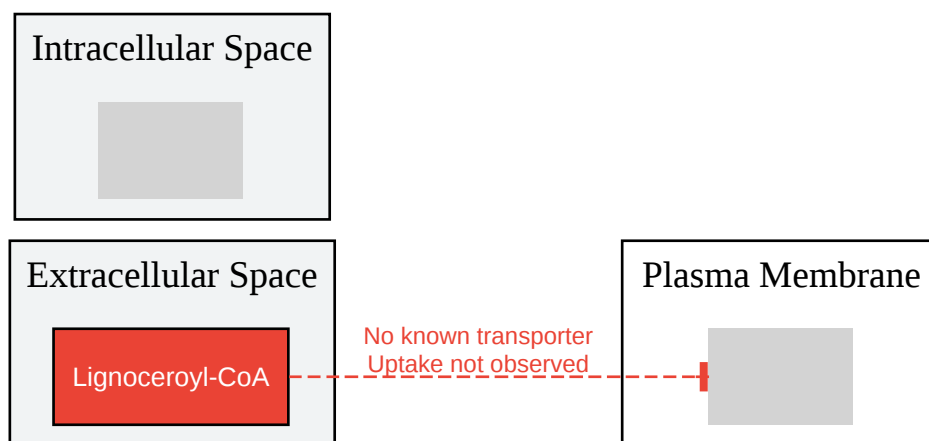 Intracellular Space
Extracellular Space
Lignoceroyl-CoA
No known transporter
Uptake not observed
Plasma Membrane